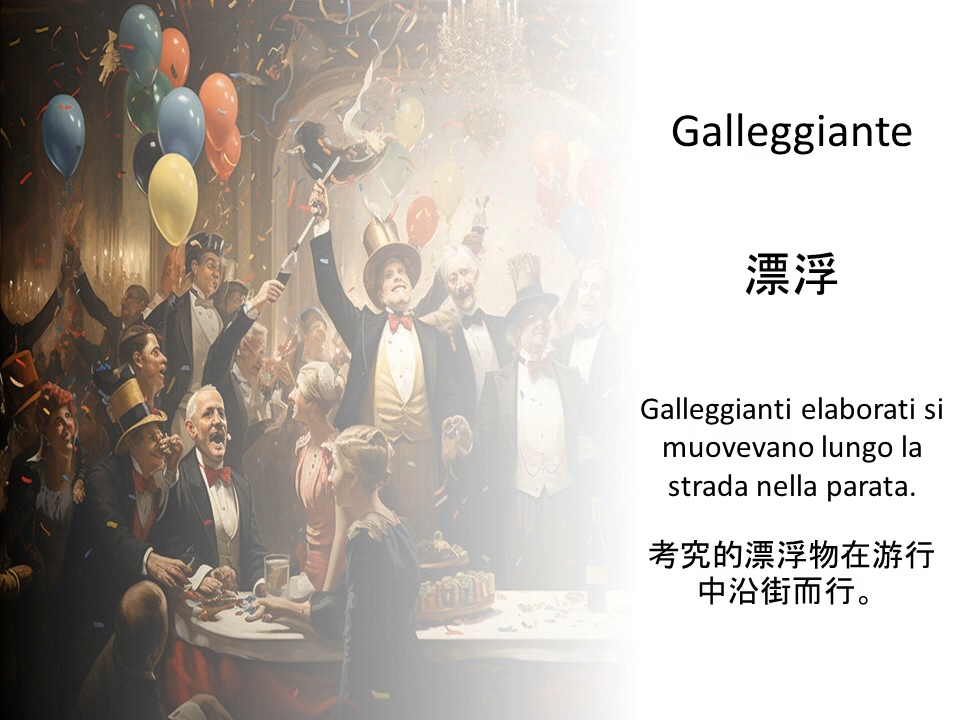 Galleggiante
漂浮
Galleggianti elaborati si
muovevano lungo la
strada nella parata.
考究的漂浮物在游行
中沿街而行。